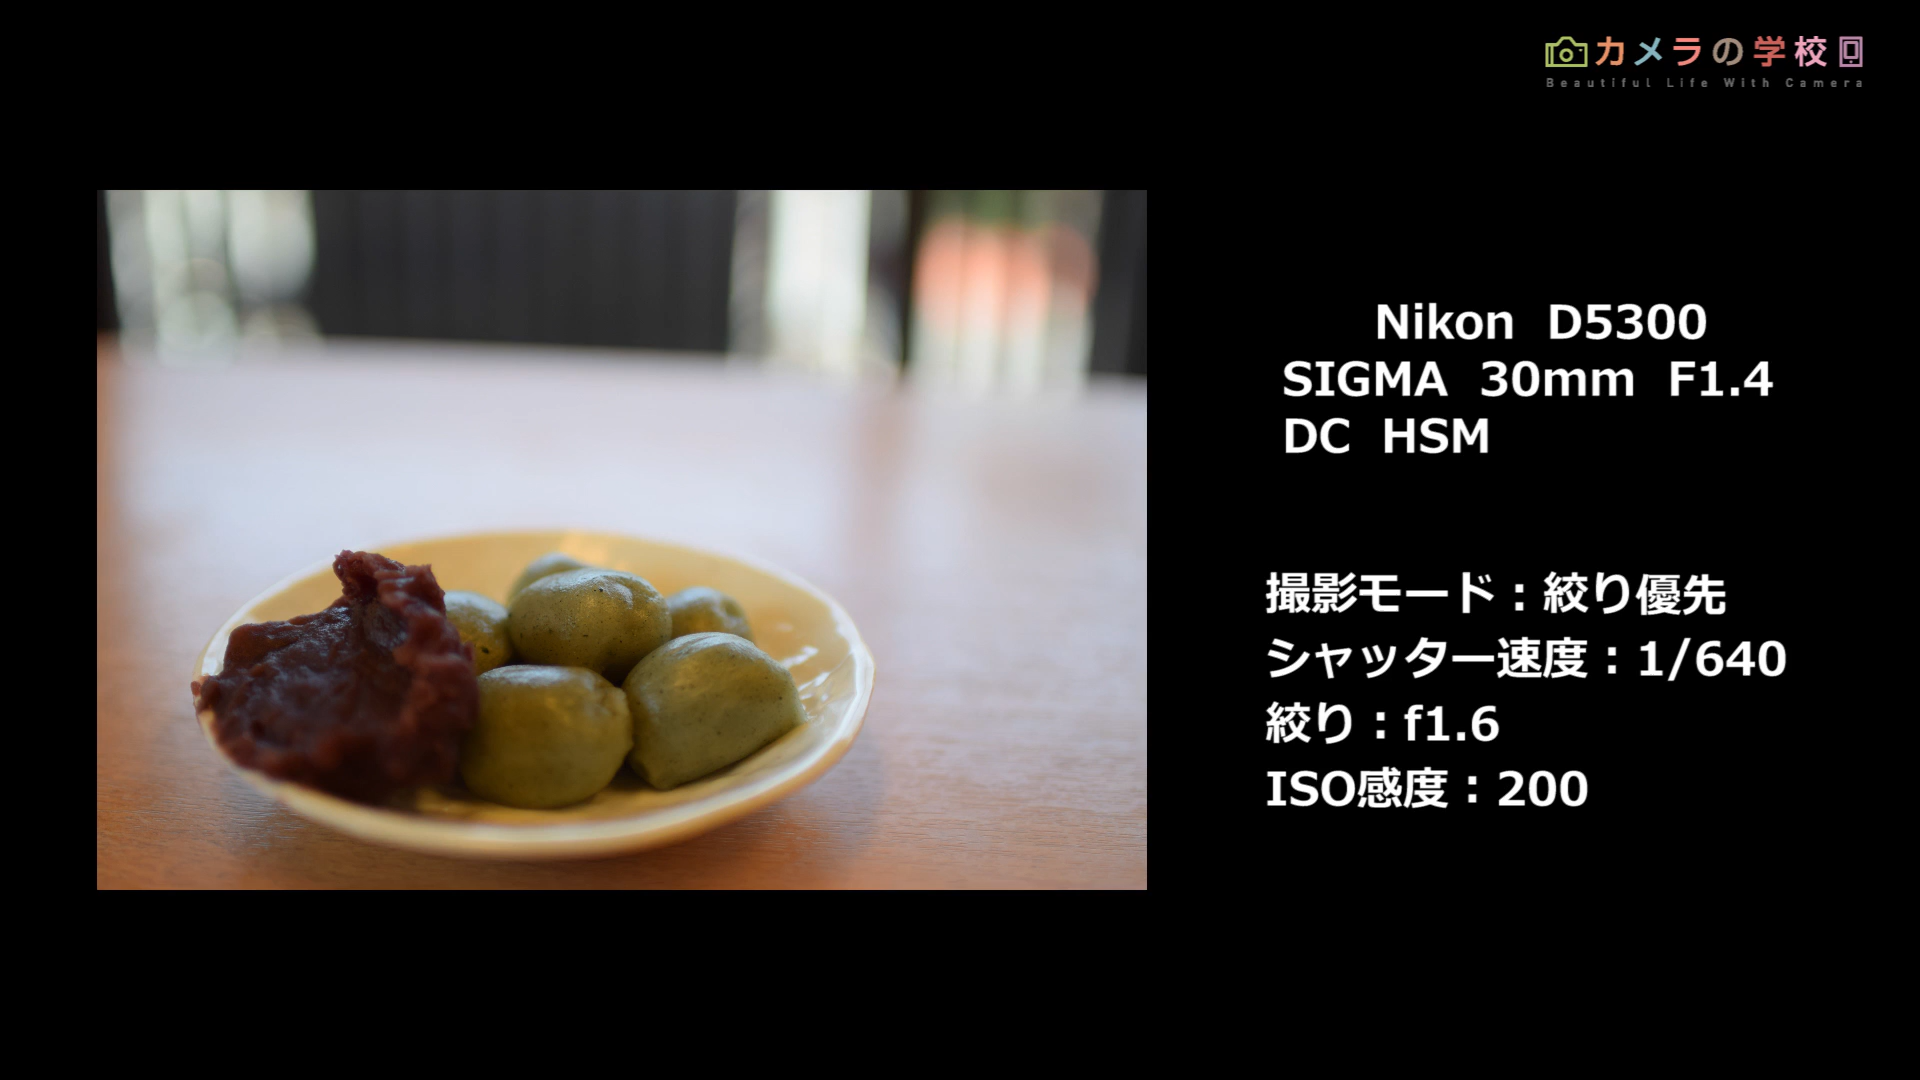 カメラの学校
Beautiful Life With Camera
Nikon D5300
SIGMA 30mm F1.4
DC HSM
撮影モード：絞り優先
シャッター速度：1/640
絞り：f1.6
ISO感度：200